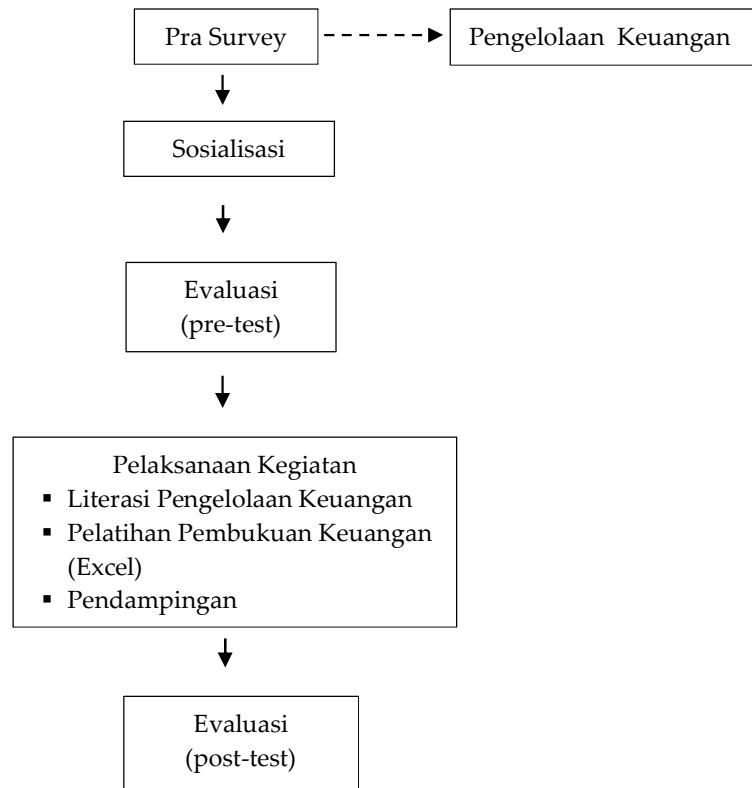 Pra Survey
Pengelolaan Keuangan
Sosialisasi
Evaluasi
(pre-test)
Pelaksanaan Kegiatan
▪ Literasi Pengelolaan Keuangan
▪ Pelatihan Pembukuan Keuangan
(Excel)
▪ Pendampingan
Evaluasi
(post-test)